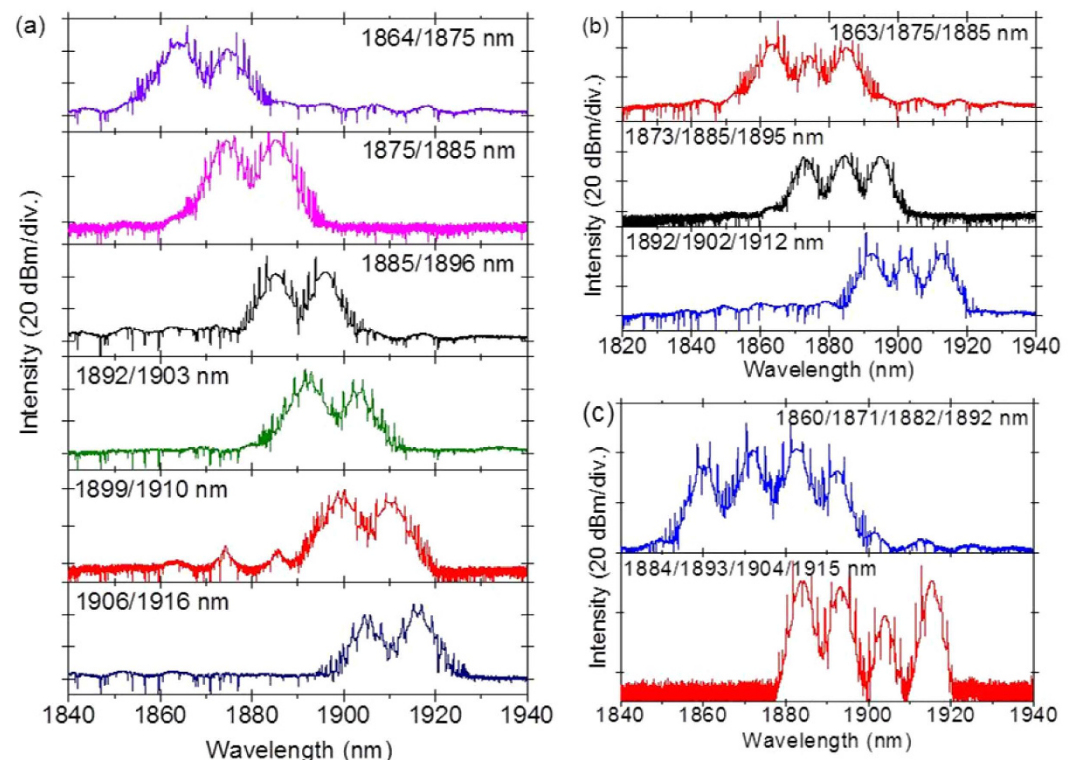 (a)
1864/1875 nm
1875/1885 nm
1885/1896 nm
1892/1903 nm
1899/1910 nm
1906/1916 nm
Intensity (20 dBm/div.)
1840 1860 1880 1900 1920 1940
Wavelength (nm)
(b)
1863/1875/1885 nm
1873/1885/1895 nm
1892/1902/1912 nm
Intensity (20 dBm/div.)
1820 1840 1860 1880 1900 1920 1940
Wavelength (nm)
(c)
1860/1871/1882/1892 nm
1884/1893/1904/1915 nm
Intensity (20 dBm/div.)
1840 1860 1880 1900 1920 1940
Wavelength (nm)